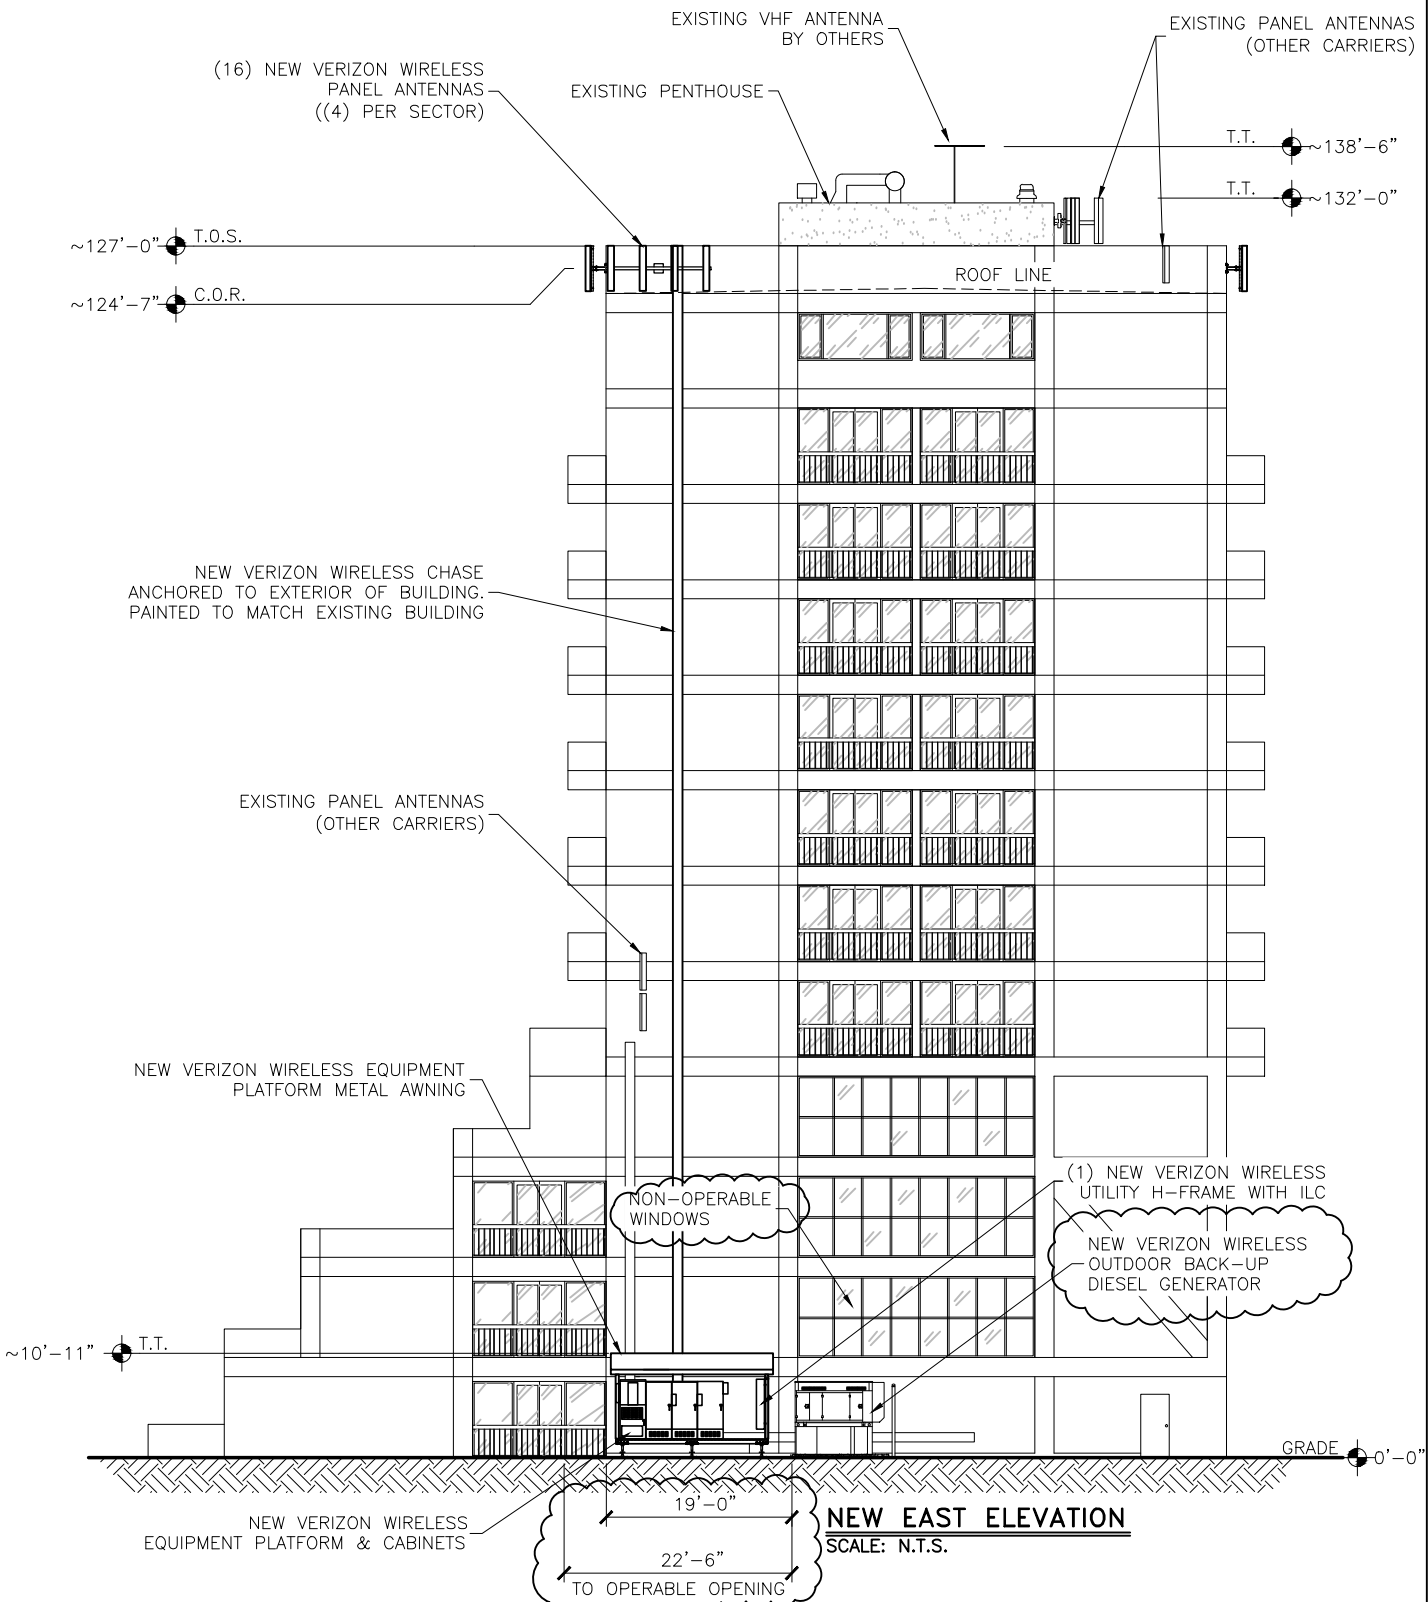 EXISTING VHF ANTENNA
BY OTHERS
EXISTING PANEL ANTENNAS
(OTHER CARRIERS)
(16) NEW VERIZON WIRELESS
PANEL ANTENNAS
((4) PER SECTOR)
EXISTING PENTHOUSE
T.T.
~138'-6"
T.T.
~132'-0"
~127'-0"
T.O.S.
~124'-7"
C.O.R.
ROOF LINE
NEW VERIZON WIRELESS CHASE
ANCHORED TO EXTERIOR OF BUILDING.
PAINTED TO MATCH EXISTING BUILDING
EXISTING PANEL ANTENNAS
(OTHER CARRIERS)
NEW VERIZON WIRELESS EQUIPMENT
PLATFORM METAL AWNING
(1) NEW VERIZON WIRELESS
UTILITY H-FRAME WITH ILC
NON-OPERABLE
WINDOWS
NEW VERIZON WIRELESS
OUTDOOR BACK-UP
DIESEL GENERATOR
~10'-11"
T.T.
GRADE
0'-0"
NEW VERIZON WIRELESS
EQUIPMENT PLATFORM & CABINETS
19'-0"
22'-6"
TO OPERABLE OPENING
NEW EAST ELEVATION
SCALE: N.T.S.